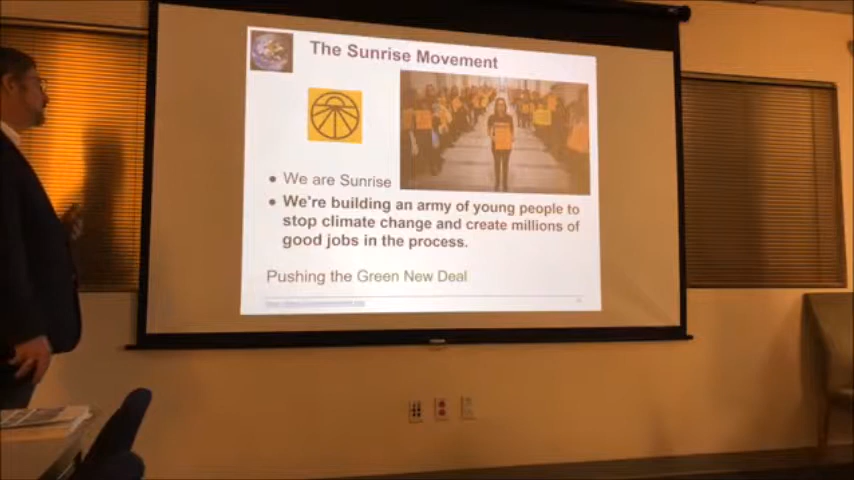 The Sunrise Movement
• We are Sunrise
• We're building an army of young people to
stop climate change and create millions of
good jobs in the process.
Pushing the Green New Deal